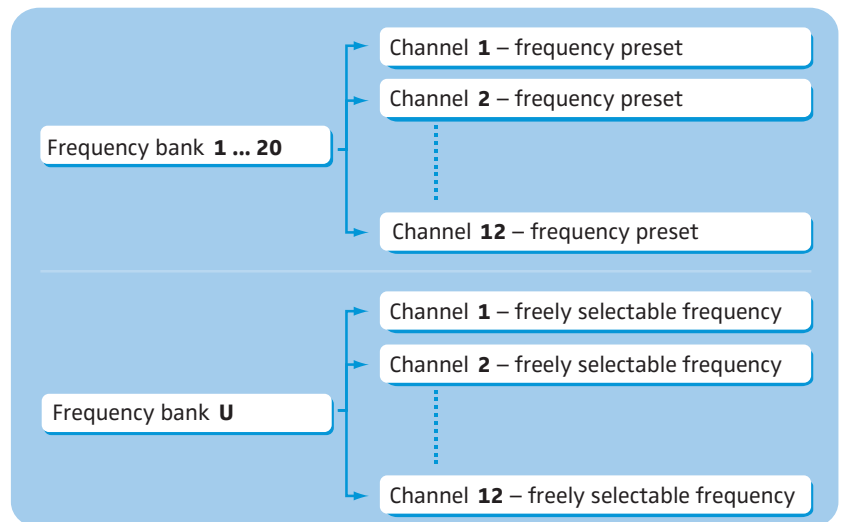 Channel 1 – frequency preset
Channel 2 – frequency preset
Frequency bank 1 ... 20
Channel 12 – frequency preset
Channel 1 – freely selectable frequency
Channel 2 – freely selectable frequency
Frequency bank U
Channel 12 – freely selectable frequency